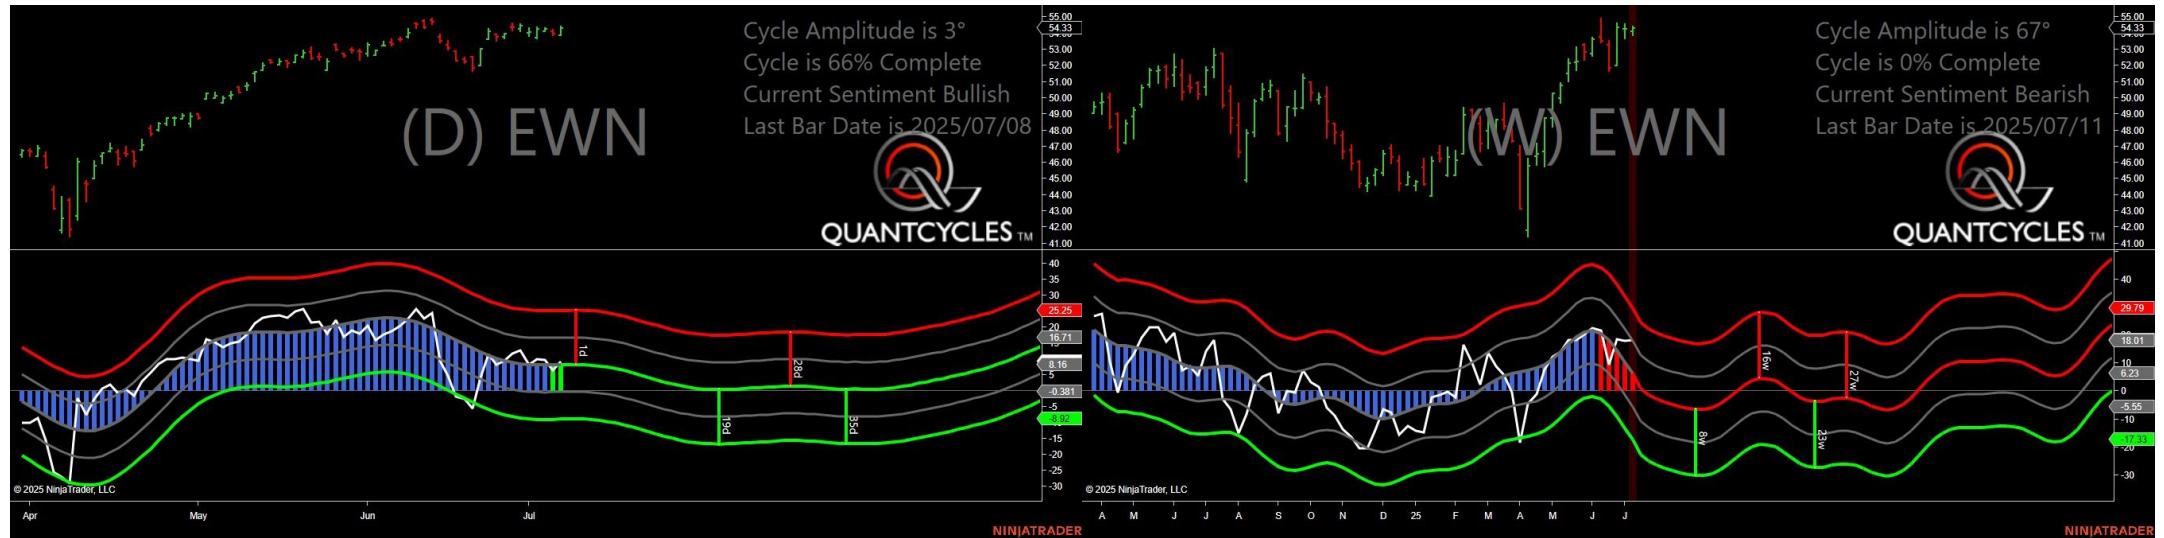 Cycle Amplitude is 3°
Cycle is 66% Complete
Current Sentiment Bullish
Last Bar Date is 2025/07/08
(D) EWN
QUANTCYCLES TM
55.00
54.33
53.00
52.00
51.00
50.00
49.00
48.00
47.00
46.00
45.00
44.00
43.00
42.00
41.00
40
35
30
25.25
20
16.71
8.16
5
-0.381
-5
-8.92
-15
-20
-25
-30
1d
19d
28d
35d
© 2025 NinjaTrader, LLC
Apr May Jun Jul
NINJATRADER
Cycle Amplitude is 67°
Cycle is 0% Complete
Current Sentiment Bearish
Last Bar Date is 2025/07/11
(W) EWN
QUANTCYCLES TM
55.00
54.33
53.00
52.00
51.00
50.00
49.00
48.00
47.00
46.00
45.00
44.00
43.00
42.00
41.00
40
29.79
18.01
10
6.23
0
-5.55
-10
-17.33
-20
-30
8w
16w
23w
27w
© 2025 NinjaTrader, LLC
A M J J A S O N D 25 F M A M J J
NINJATRADER